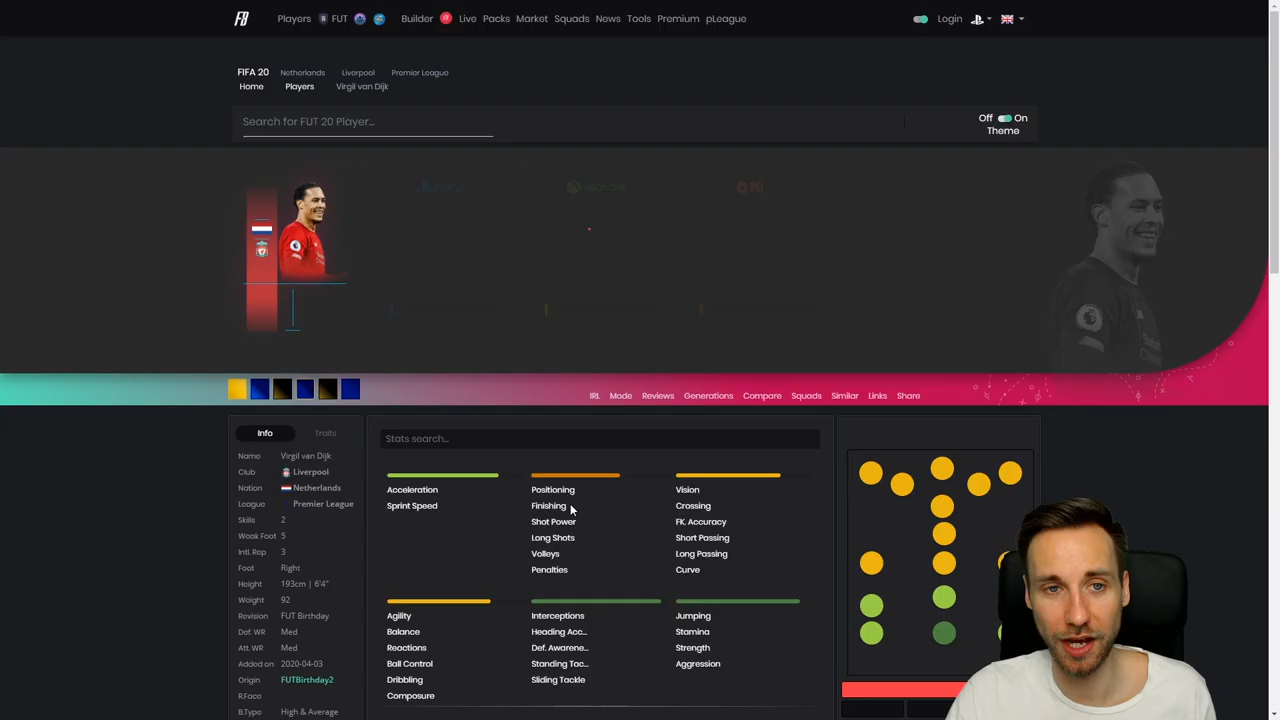 FB Players FUT Builder Live Packs Market Squads News Tools Premium pLeague Login
FIFA 20 Netherlands Liverpool Premier League
Home Players Virgil van Dijk
Search for FUT 20 Player...
Off On
Theme
XBOX ONE
IRL Mode Reviews Generations Compare Squads Similar Links Share
Info Traits
Name Virgil van Dijk
Club Liverpool
Nation Netherlands
League Premier League
Skills 2
Weak Foot 5
Intl. Rep 3
Foot Right
Height 193cm | 6'4"
Weight 92
Revision FUT Birthday
Def. WR Med
Att. WR Med
Added on 2020-04-03
Origin FUTBirthday2
R.Face
B.Type High & Average
Stats search...
Acceleration
Sprint Speed
Positioning
Finishing
Shot Power
Long Shots
Volleys
Penalties
Vision
Crossing
FK. Accuracy
Short Passing
Long Passing
Curve
Agility
Balance
Reactions
Ball Control
Dribbling
Composure
Interceptions
Heading Acc...
Def. Awarene...
Standing Tac...
Sliding Tackle
Jumping
Stamina
Strength
Aggression